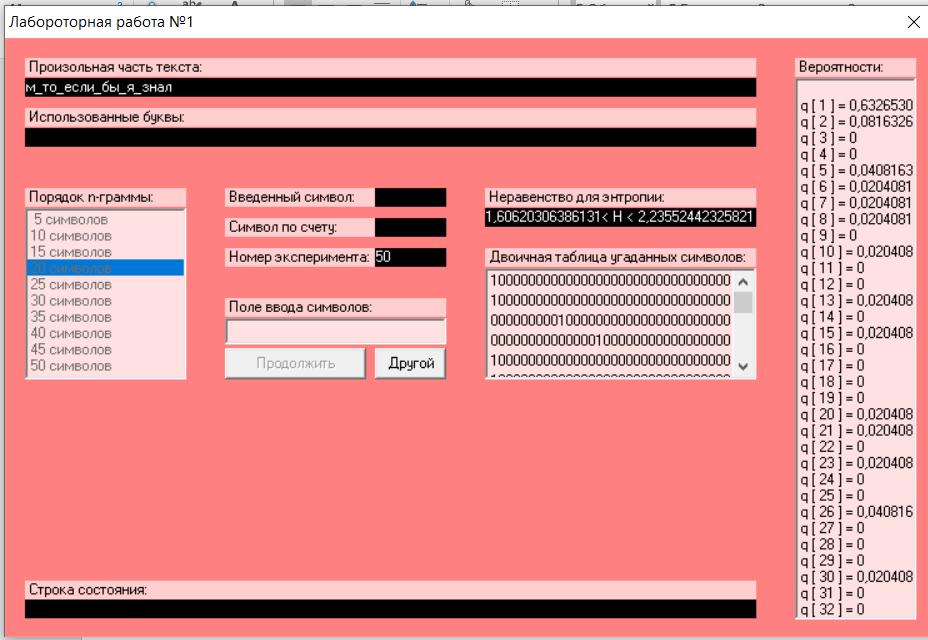 Лабороторная работа №1
Произольная часть текста:
м_то_если_бы_я_знал
Использованные буквы:
Порядок n-граммы:
5 символов
10 символов
15 символов
20 символов
25 символов
30 символов
35 символов
40 символов
45 символов
50 символов
Введенный символ:
Символ по счету:
Номер эксперимента: 50
Поле ввода символов:
Продолжить
Другой
Неравенство для энтропии:
1,60620306386131< H < 2,23552442325821
Двоичная таблица угаданных символов:
10000000000000000000000000000000
10000000000000000000000000000000
00000000010000000000000000000000
00000000000000100000000000000000
10000000000000000000000000000000
Вероятности:
q[ 1 ] = 0,6326530
q[ 2 ] = 0,0816326
q[ 3 ] = 0
q[ 4 ] = 0
q[ 5 ] = 0,0408163
q[ 6 ] = 0,0204081
q[ 7 ] = 0,0204081
q[ 8 ] = 0,0204081
q[ 9 ] = 0
q[ 10 ] = 0,020408
q[ 11 ] = 0
q[ 12 ] = 0
q[ 13 ] = 0,020408
q[ 14 ] = 0
q[ 15 ] = 0,020408
q[ 16 ] = 0
q[ 17 ] = 0
q[ 18 ] = 0
q[ 19 ] = 0
q[ 20 ] = 0,020408
q[ 21 ] = 0,020408
q[ 22 ] = 0
q[ 23 ] = 0,020408
q[ 24 ] = 0
q[ 25 ] = 0
q[ 26 ] = 0,040816
q[ 27 ] = 0
q[ 28 ] = 0
q[ 29 ] = 0
q[ 30 ] = 0,020408
q[ 31 ] = 0
q[ 32 ] = 0
Строка состояния: